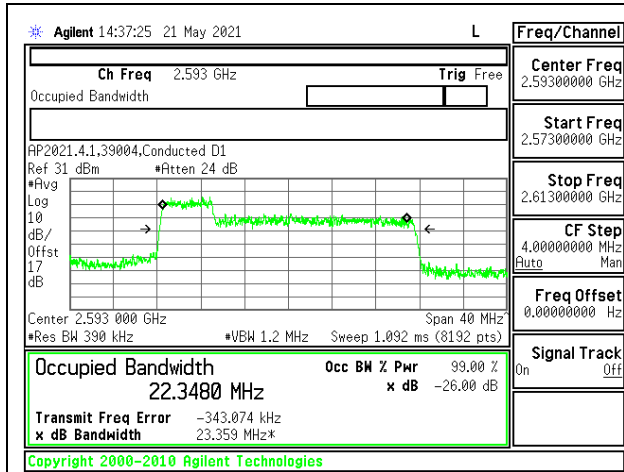 Agilent 14:37:25 21 May 2021 L
Freq/Channel
Ch Freq 2.593 GHz Trig Free
Occupied Bandwidth
Center Freq
2.59300000 GHz
Start Freq
2.57300000 GHz
Stop Freq
2.61300000 GHz
CF Step
4.00000000 MHz
Auto Man
Freq Offset
0.00000000 Hz
Signal Track
On Off
AP2021.4.1,39004,Conducted D1
Ref 31 dBm #Atten 24 dB
#Avg
Log
10
dB/
Offst
17
dB
Center 2.593 000 GHz Span 40 MHz
#Res BW 390 kHz #VBW 1.2 MHz Sweep 1.092 ms (8192 pts)
Occupied Bandwidth Occ BW % Pwr 99.00 %
22.3480 MHz x dB -26.00 dB
Transmit Freq Error -343.074 kHz
x dB Bandwidth 23.359 MHz*
Copyright 2000-2010 Agilent Technologies